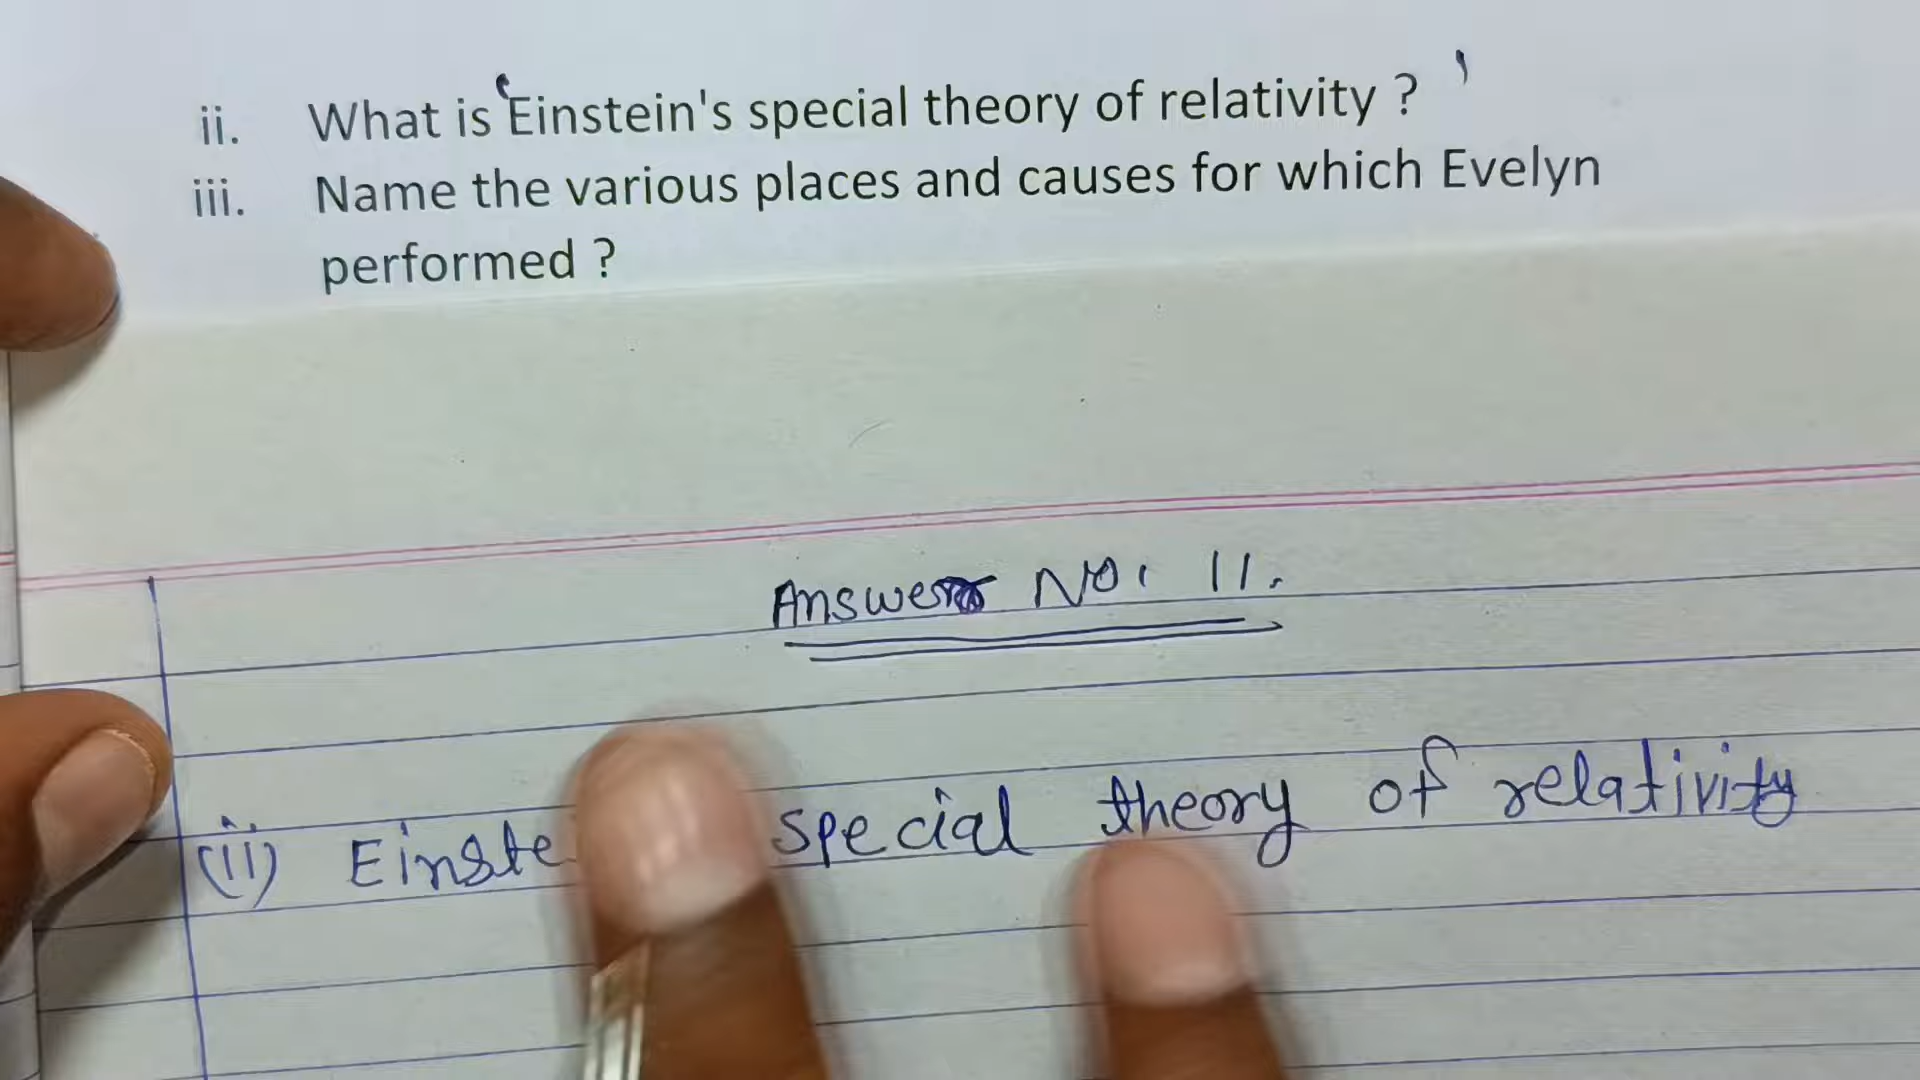 ii. What is Einstein's special theory of relativity ?
iii. Name the various places and causes for which Evelyn
performed ?
Answer No. 11.
(ii) special theory of relativity